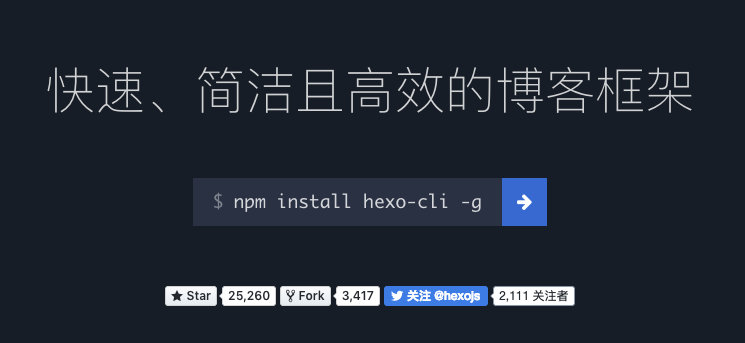 快速、简洁且高效的博客框架
$ npm install hexo-cli -g
Star 25,260 Fork 3,417 关注 @hexojs 2,111 关注者